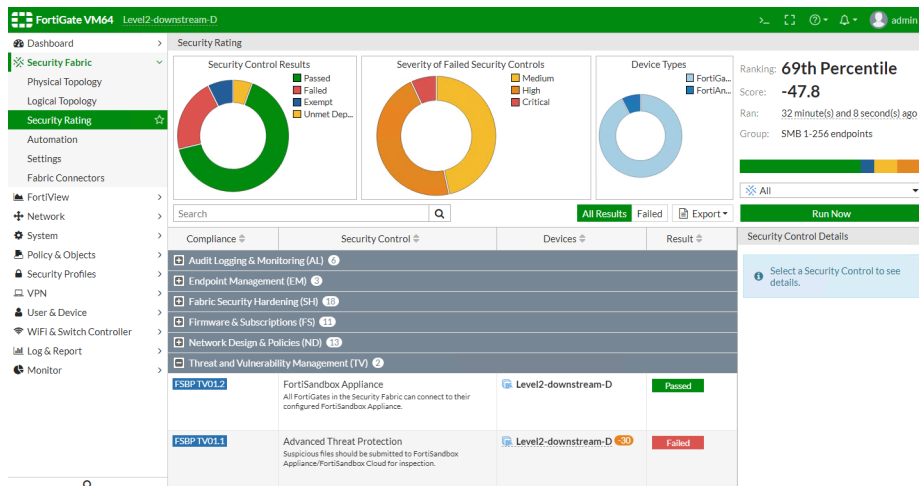 FortiGate VM64 Level2-downstream-D
>_
admin
Dashboard
Security Fabric
Physical Topology
Logical Topology
Security Rating
Automation
Settings
Fabric Connectors
FortiView
Network
System
Policy & Objects
Security Profiles
VPN
User & Device
WiFi & Switch Controller
Log & Report
Monitor
Security Rating
Security Control Results
Passed
Failed
Exempt
Unmet Dep...
Severity of Failed Security Controls
Medium
High
Critical
Device Types
FortiGa...
FortiAn...
Ranking: 69th Percentile
Score: -47.8
Ran: 32 minute(s) and 8 second(s) ago
Group: SMB 1-256 endpoints
All
Run Now
Search
All Results Failed Export
Compliance Security Control Devices Result
Audit Logging & Monitoring (AL) 6
Endpoint Management (EM) 3
Fabric Security Hardening (SH) 18
Firmware & Subscriptions (FS) 11
Network Design & Policies (ND) 13
Threat and Vulnerability Management (TV) 2
FSBP TV01.2 FortiSandbox Appliance Level2-downstream-D Passed
All FortiGates in the Security Fabric can connect to their
configured FortiSandbox Appliance.
FSBP TV01.1 Advanced Threat Protection Level2-downstream-D -30 Failed
Suspicious files should be submitted to FortiSandbox
Appliance/FortiSandbox Cloud for inspection.
Security Control Details
Select a Security Control to see
details.